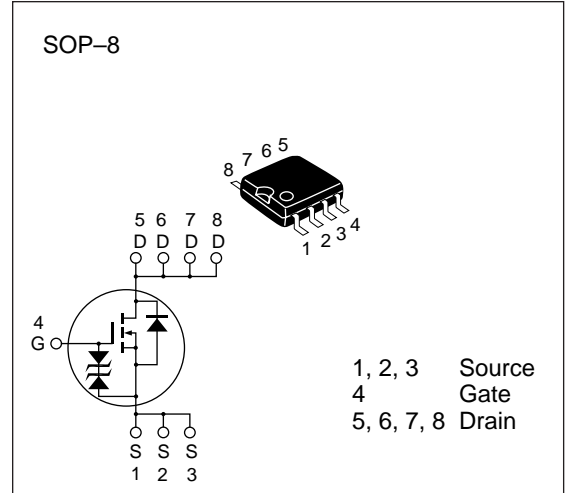 SOP–8
8 7 6 5
1 2 3 4
5 6 7 8
D D D D
4
G
1, 2, 3 Source
4 Gate
5, 6, 7, 8 Drain
S S S
1 2 3